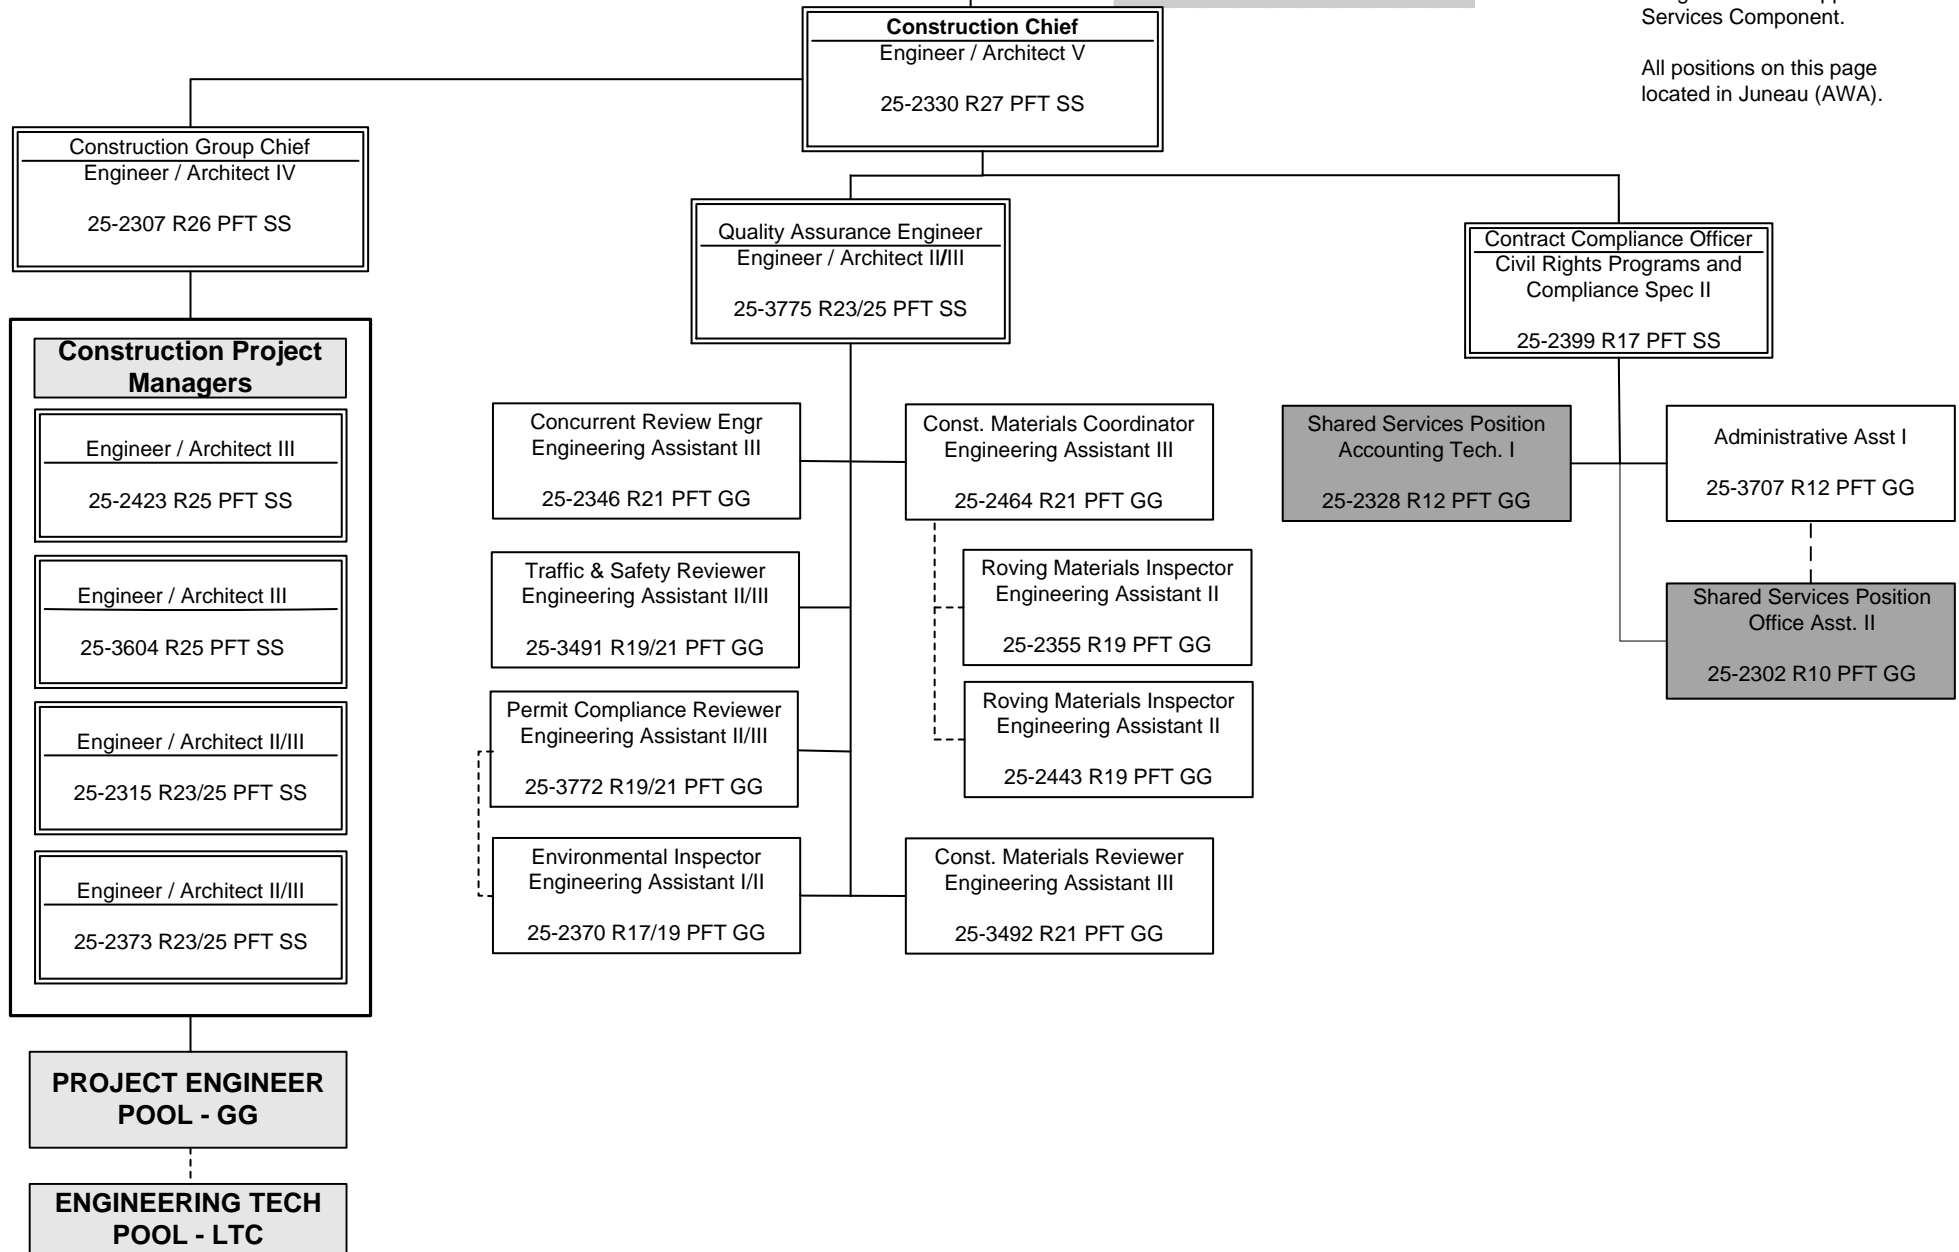 Services Component.
All positions on this page
located in Juneau (AWA).
Construction Chief
Engineer / Architect V
25-2330 R27 PFT SS
Construction Group Chief
Engineer / Architect IV
25-2307 R26 PFT SS
Quality Assurance Engineer
Engineer / Architect II/III
25-3775 R23/25 PFT SS
Contract Compliance Officer
Civil Rights Programs and
Compliance Spec II
25-2399 R17 PFT SS
Construction Project
Managers
Engineer / Architect III
25-2423 R25 PFT SS
Engineer / Architect III
25-3604 R25 PFT SS
Engineer / Architect II/III
25-2315 R23/25 PFT SS
Engineer / Architect II/III
25-2373 R23/25 PFT SS
PROJECT ENGINEER
POOL - GG
ENGINEERING TECH
POOL - LTC
Concurrent Review Engr
Engineering Assistant III
25-2346 R21 PFT GG
Const. Materials Coordinator
Engineering Assistant III
25-2464 R21 PFT GG
Traffic & Safety Reviewer
Engineering Assistant II/III
25-3491 R19/21 PFT GG
Roving Materials Inspector
Engineering Assistant II
25-2355 R19 PFT GG
Permit Compliance Reviewer
Engineering Assistant II/III
25-3772 R19/21 PFT GG
Roving Materials Inspector
Engineering Assistant II
25-2443 R19 PFT GG
Environmental Inspector
Engineering Assistant I/II
25-2370 R17/19 PFT GG
Const. Materials Reviewer
Engineering Assistant III
25-3492 R21 PFT GG
Shared Services Position
Accounting Tech. I
25-2328 R12 PFT GG
Administrative Asst I
25-3707 R12 PFT GG
Shared Services Position
Office Asst. II
25-2302 R10 PFT GG